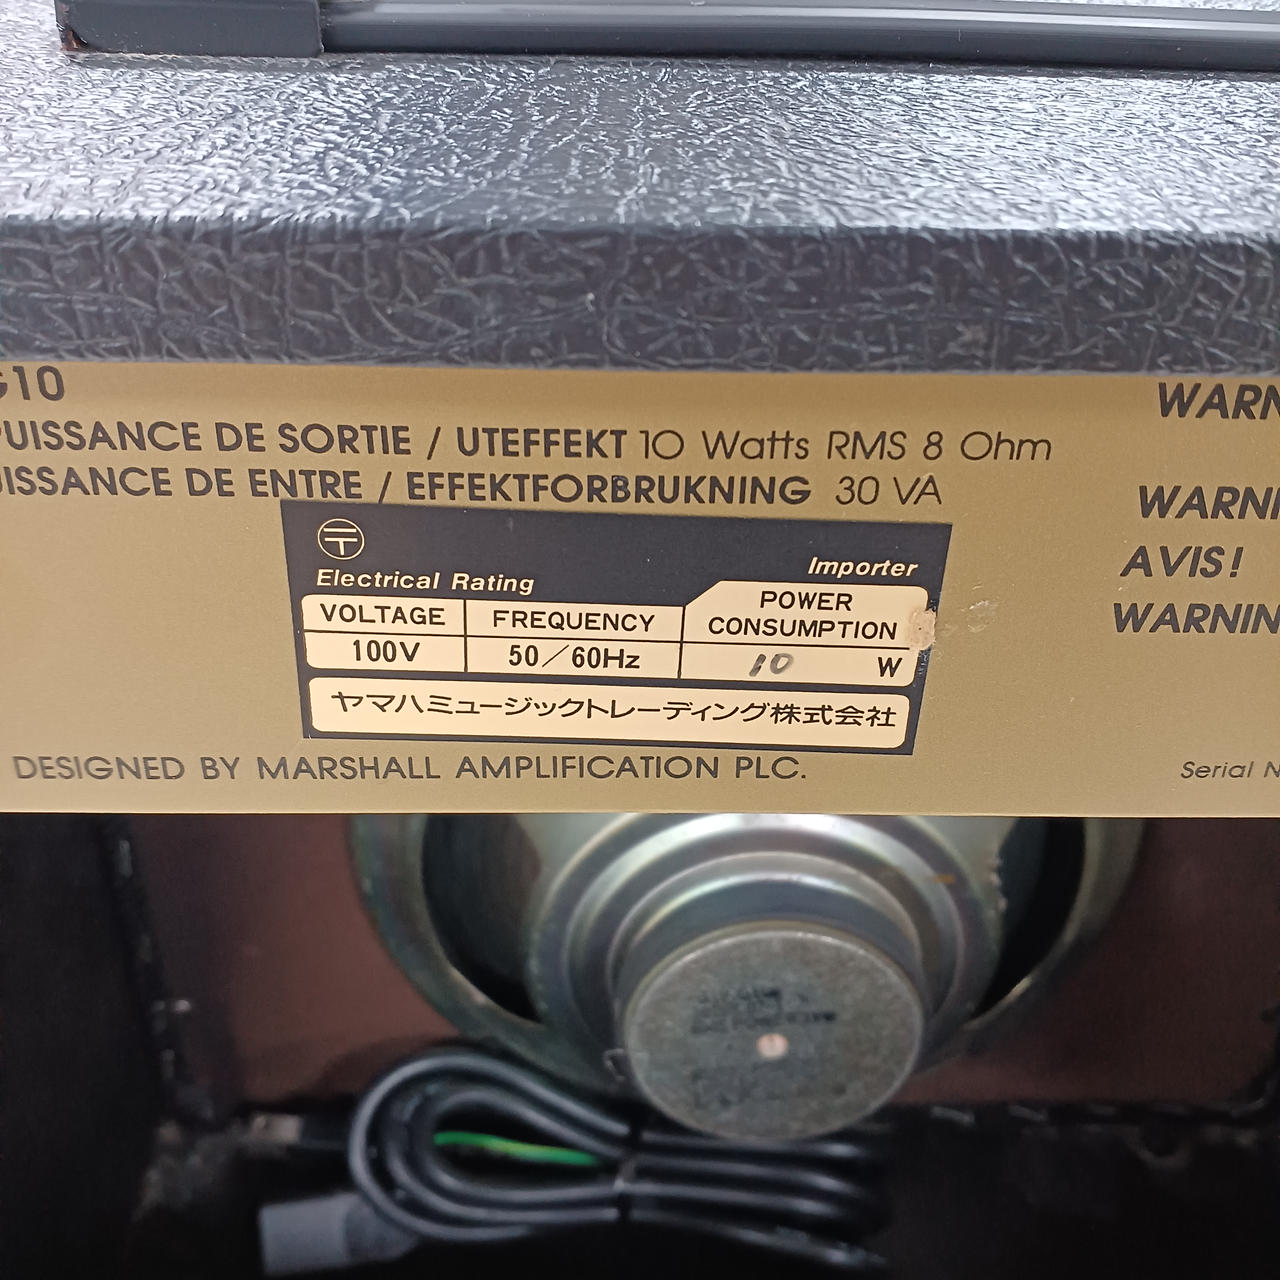 G10
WARN
PUISSANCE DE SORTIE / UTEFFEKT 10 Watts RMS 8 Ohm
UISSANCE DE ENTRE / EFFEKTFORBRUKNING 30 VA
WARNI
AVIS!
WARNIN
Importer
Electrical Rating
VOLTAGE FREQUENCY POWER CONSUMPTION
100V 50/60Hz 10 W
ヤマハミュージックトレーディング株式会社
DESIGNED BY MARSHALL AMPLIFICATION PLC.
Serial N